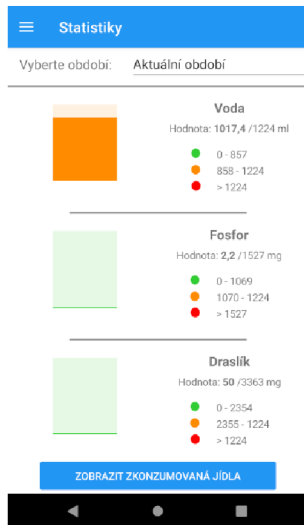 Statistiky
Vyberte období: Aktuální období
Voda
Hodnota: 1017,4 /1224 ml
0 - 857
858 - 1224
> 1224
Fosfor
Hodnota: 2,2 /1527 mg
0 - 1069
1070 - 1224
> 1527
Draslík
Hodnota: 50 /3363 mg
0 - 2354
2355 - 1224
> 1224
ZOBRAZIT ZKONZUMOVANÁ JÍDLA